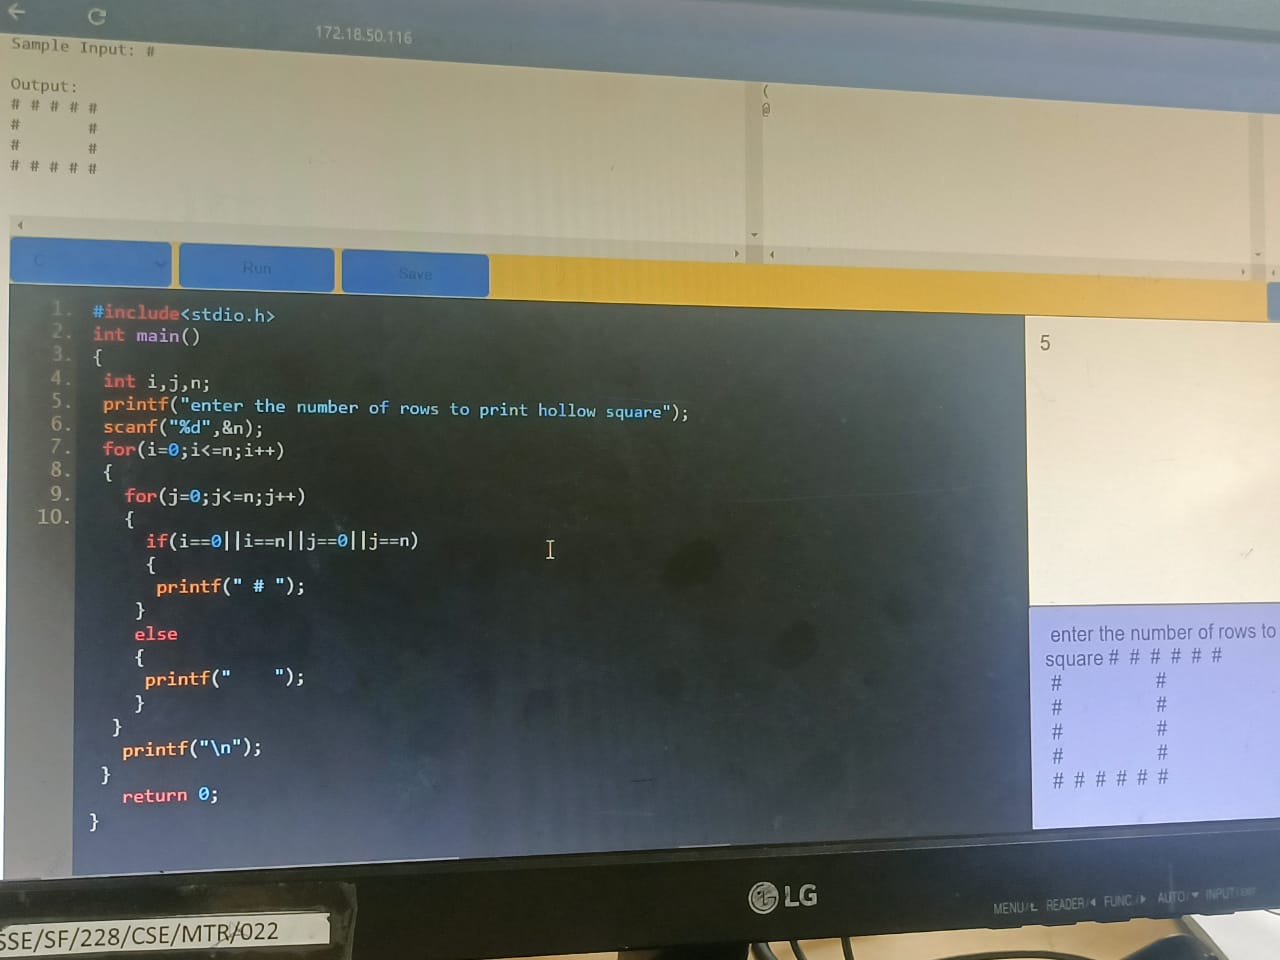 172.18.50.116
Sample Input: #
Output:
# # # # #
#       #
#       #
# # # # #
(
@
C
Run
Save
1.
2.
3.
4.
5.
6.
7.
8.
9.
10.
#include<stdio.h>
int main()
{
int i,j,n;
printf("enter the number of rows to print hollow square");
scanf("%d",&n);
for(i=0;i<=n;i++)
{
for(j=0;j<=n;j++)
{
if(i==0||i==n||j==0||j==n)
{
printf(" # ");
}
else
{
printf("    ");
}
}
printf("\n");
}
return 0;
}
5
enter the number of rows to
square # # # # # #
#         #
#         #
#         #
#         #
# # # # # #
LG
MENU/ READER/ FUNC./ AUTO/ INPUT/EXIT
SSE/SF/228/CSE/MTR/022